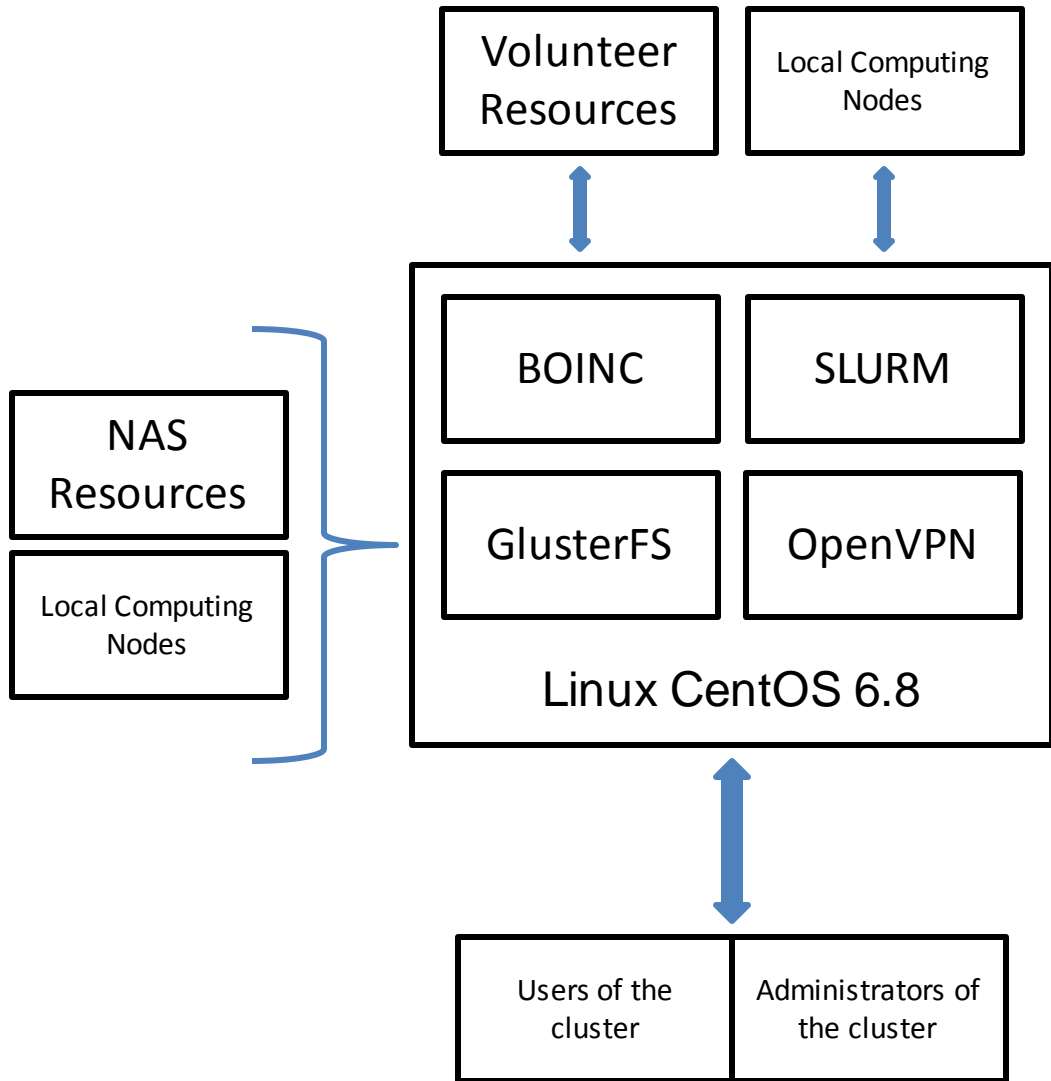 Volunteer
Resources
Local Computing
Nodes
BOINC
SLURM
NAS
Resources
GlusterFS
OpenVPN
Local Computing
Nodes
Linux CentOS 6.8
Users of the
cluster
Administrators of
the cluster